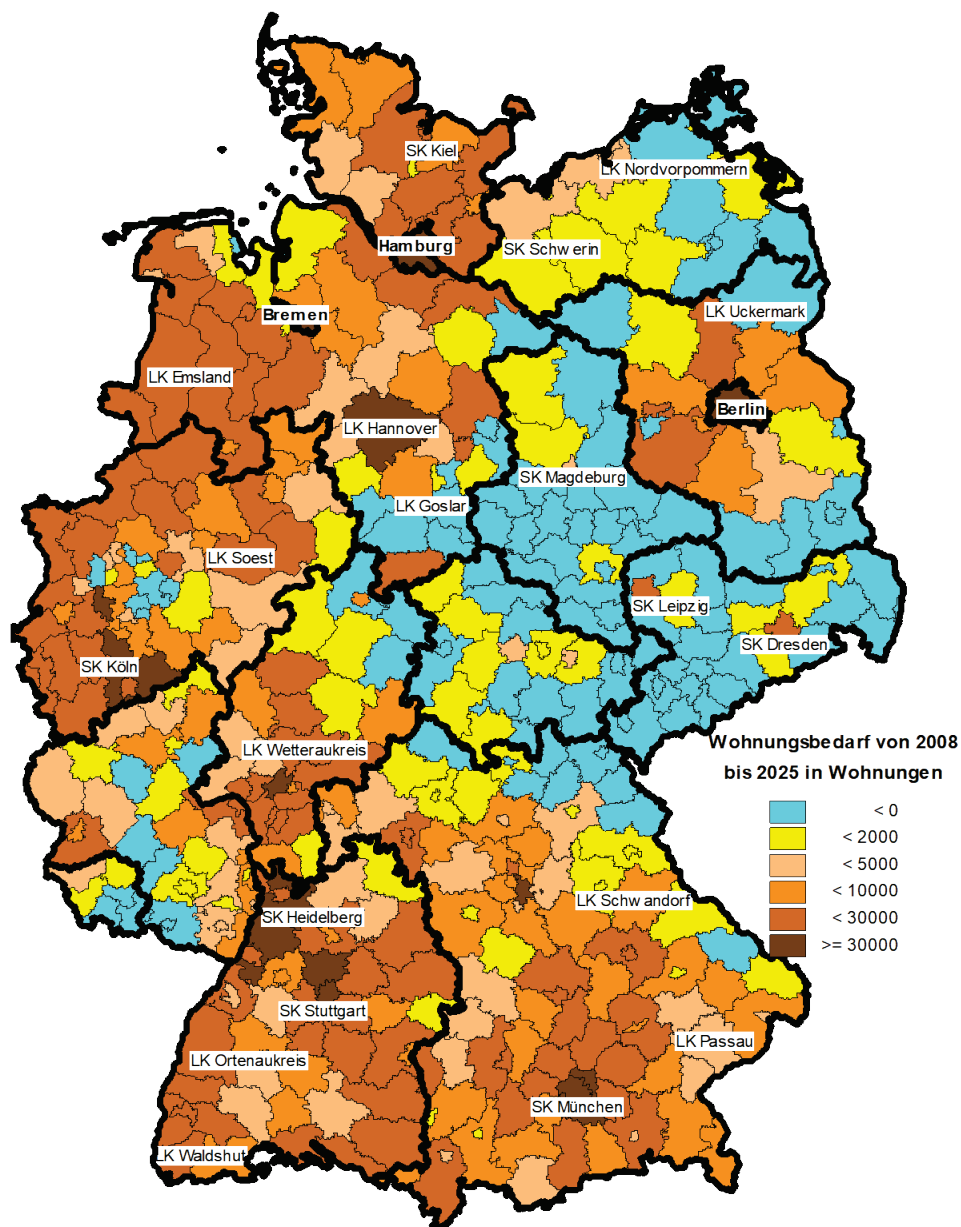 SK Kiel
LK Nordvorpommern
Hamburg
SK Schwerin
Bremen
LK Uckermark
LK Emsland
Berlin
LK Hannover
SK Magdeburg
LK Goslar
LK Soest
SK Leipzig
SK Dresden
SK Köln
LK Wetteraukreis
Wohnungsbedarf von 2008
bis 2025 in Wohnungen
< 0
< 2000
< 5000
< 10000
< 30000
>= 30000
LK Schwandorf
SK Heidelberg
SK Stuttgart
LK Passau
LK Ortenaukreis
SK München
LK Waldshut